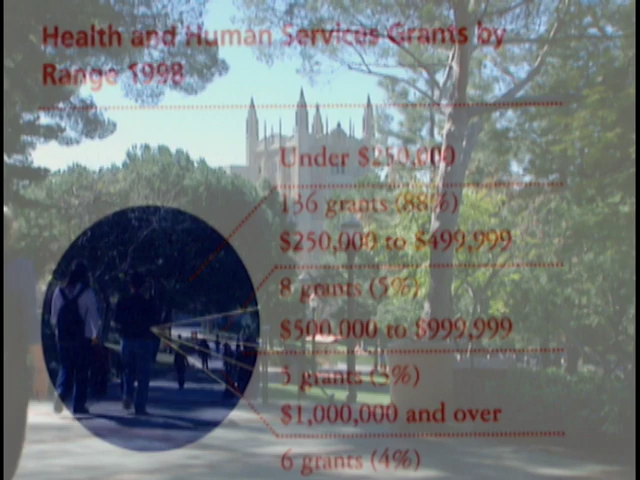 Health and Human Services Grants by
Range 1998
Under $250,000
136 grants (88%)
$250,000 to $499,999
8 grants (5%)
$500,000 to $999,999
5 grants (3%)
$1,000,000 and over
6 grants (4%)